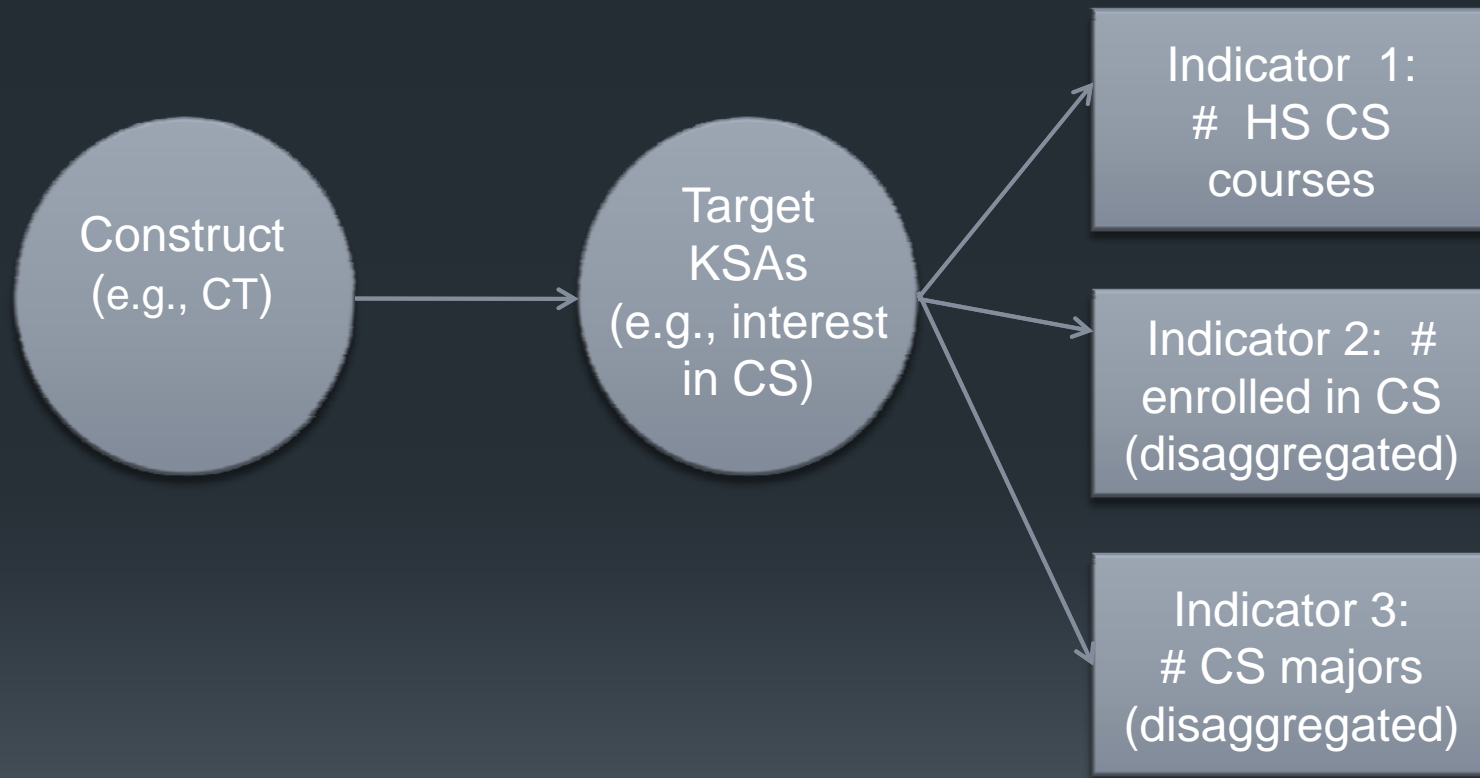 Construct
(e.g., CT)
Target
KSAs
(e.g., interest
in CS)
Indicator 1:
# HS CS
courses
Indicator 2: #
enrolled in CS
(disaggregated)
Indicator 3:
# CS majors
(disaggregated)